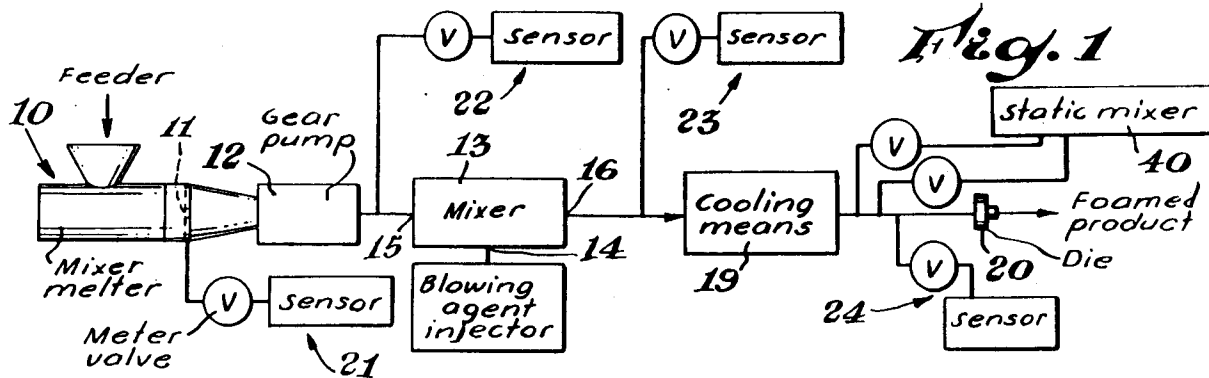 Fig. 1
Feeder
10
11
12
Gear
pump
Mixer
melter
Meter
valve
V
Sensor
21
V
Sensor
22
13
Mixer
15
16
14
Blowing
agent
injector
V
Sensor
23
Cooling
means
19
V
V
Static mixer
40
Foamed
product
20
Die
V
24
Sensor